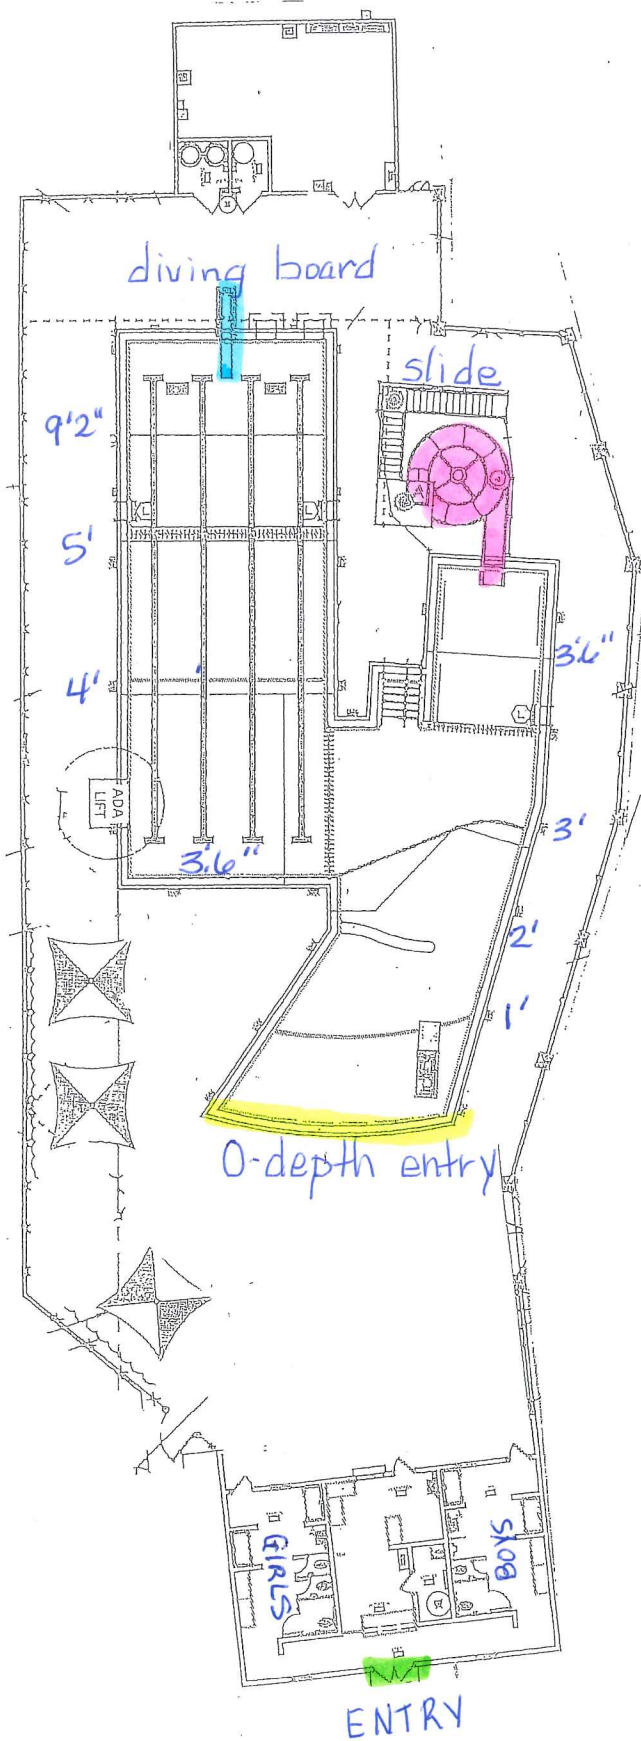 diving board
slide
9'2"
5'
3'6"
4'
ADA
LIFT
3'
3'6"
2'
1'
0-depth entry
GIRLS
BOYS
ENTRY